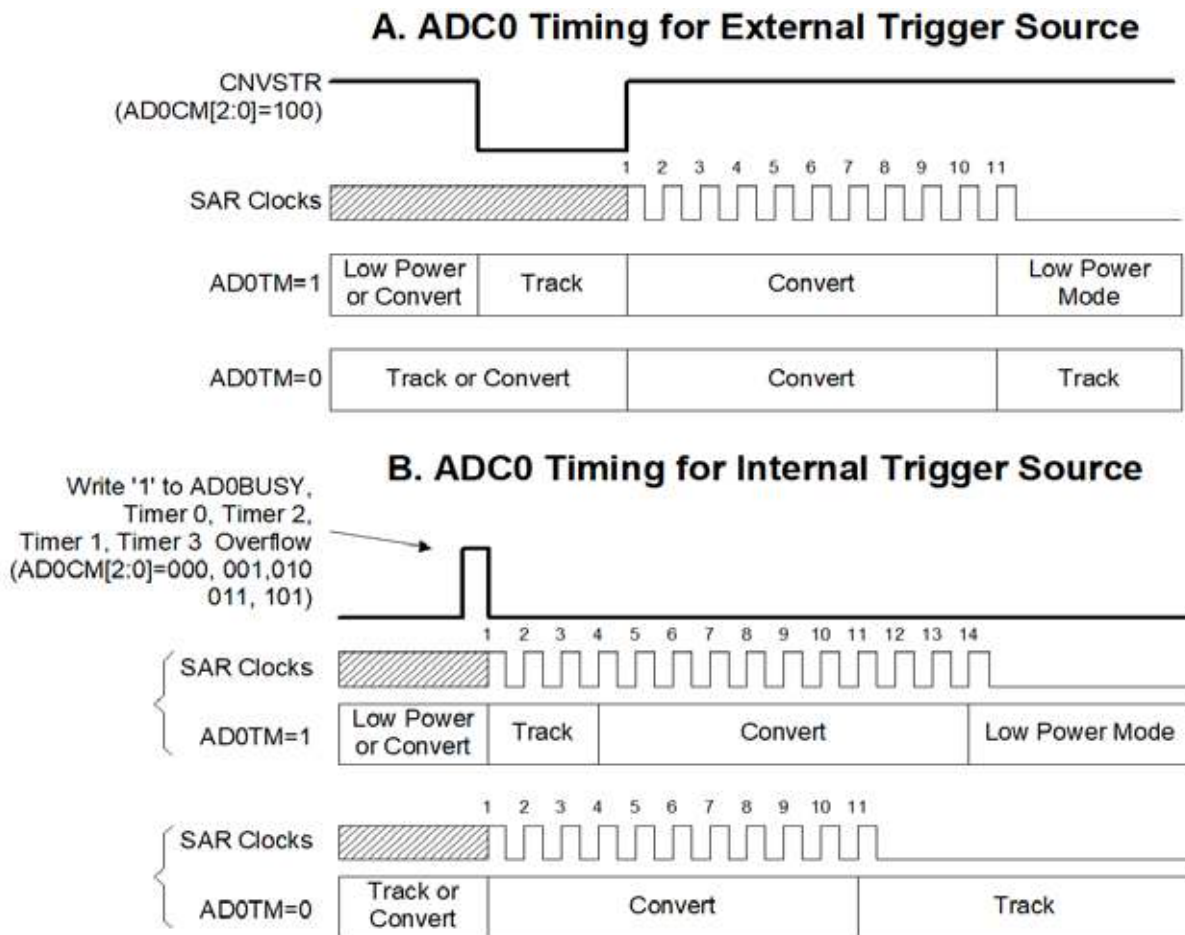 A. ADC0 Timing for External Trigger Source
CNVSTR
(AD0CM[2:0]=100)
1 2 3 4 5 6 7 8 9 10 11
SAR Clocks
AD0TM=1
Low Power
or Convert
Track
Convert
Low Power
Mode
AD0TM=0
Track or Convert
Convert
Track
B. ADC0 Timing for Internal Trigger Source
Write '1' to AD0BUSY,
Timer 0, Timer 2,
Timer 1, Timer 3 Overflow
(AD0CM[2:0]=000, 001,010
011, 101)
1 2 3 4 5 6 7 8 9 10 11 12 13 14
SAR Clocks
AD0TM=1
Low Power
or Convert
Track
Convert
Low Power Mode
1 2 3 4 5 6 7 8 9 10 11
SAR Clocks
AD0TM=0
Track or
Convert
Convert
Track